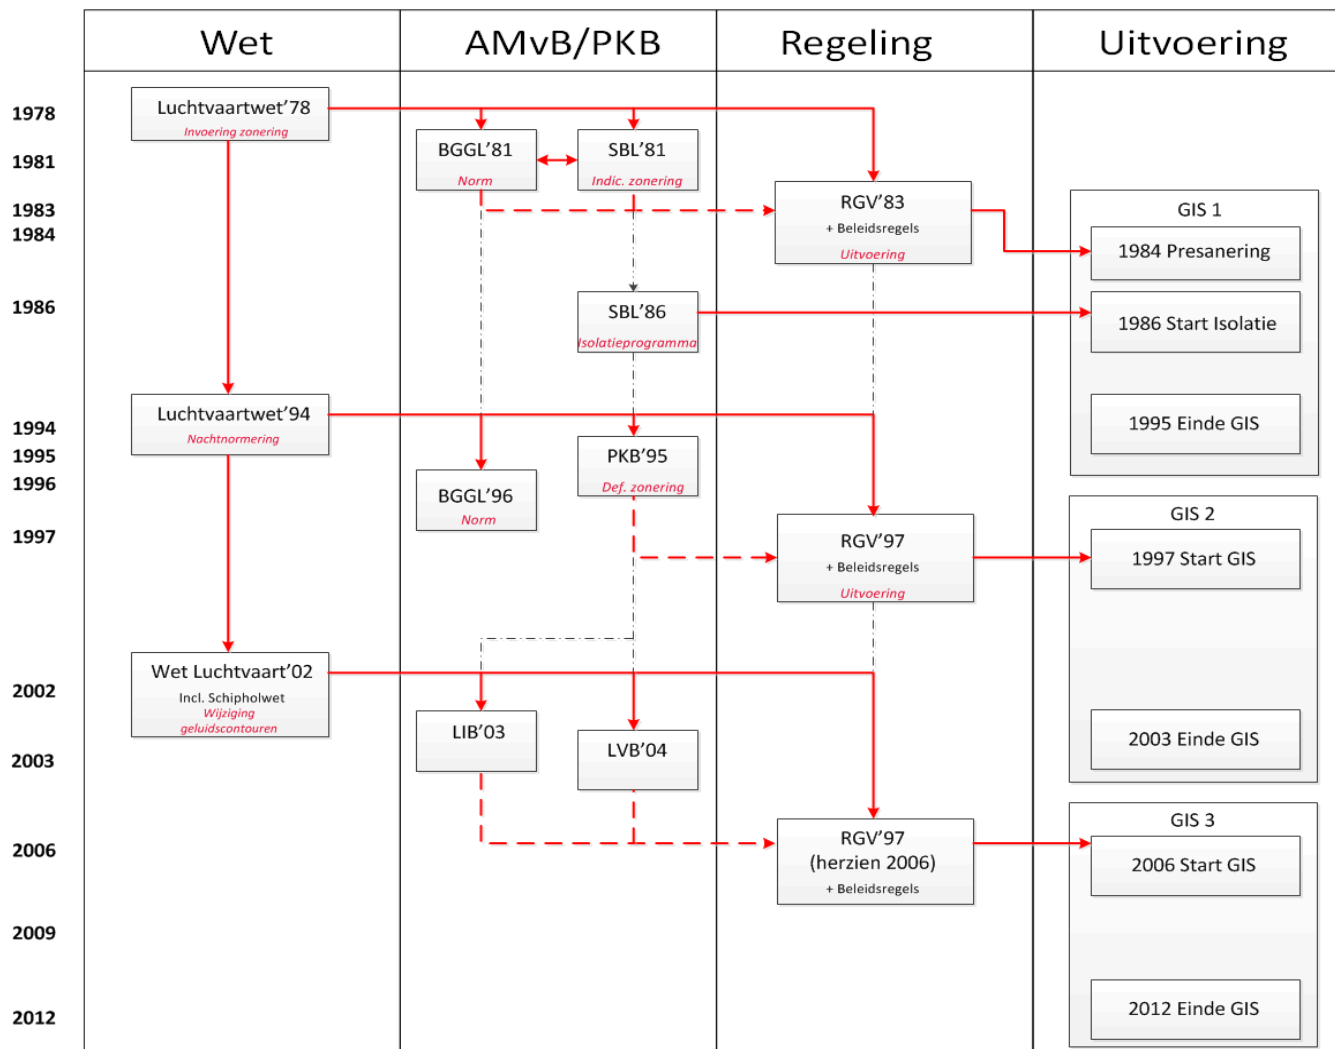 Wet
AMvB/PKB
Regeling
Uitvoering
1978
1981
1983
1984
1986
1994
1995
1996
1997
2002
2003
2006
2009
2012
Luchtvaartwet’78
Invoering zonering
Luchtvaartwet’94
Nachtnormering
Wet Luchtvaart’02
Incl. Schipholwet
Wijziging
geluidscontouren
BGGL’81
Norm
SBL’81
Indic. zonering
SBL’86
Isolatieprogramma
PKB’95
Def. zonering
BGGL’96
Norm
LIB’03
LVB’04
RGV’83
+ Beleidsregels
Uitvoering
RGV’97
+ Beleidsregels
Uitvoering
RGV’97
(herzien 2006)
+ Beleidsregels
GIS 1
1984 Presanering
1986 Start Isolatie
1995 Einde GIS
GIS 2
1997 Start GIS
2003 Einde GIS
GIS 3
2006 Start GIS
2012 Einde GIS